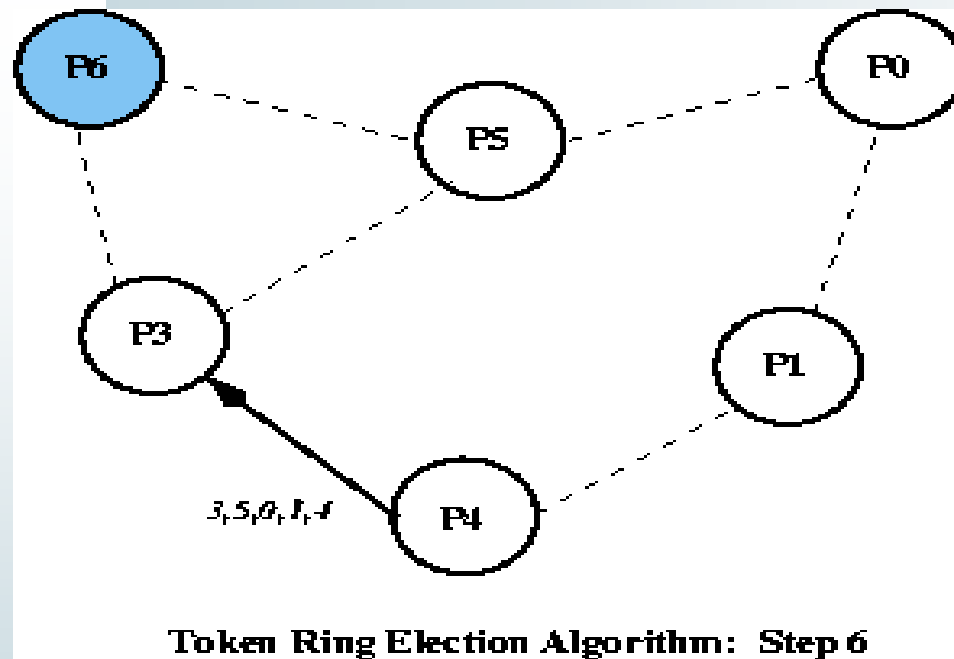 P6
P0
P5
P3
P1
3,5,0,1,4
P4
Token Ring Election Algorithm: Step 6